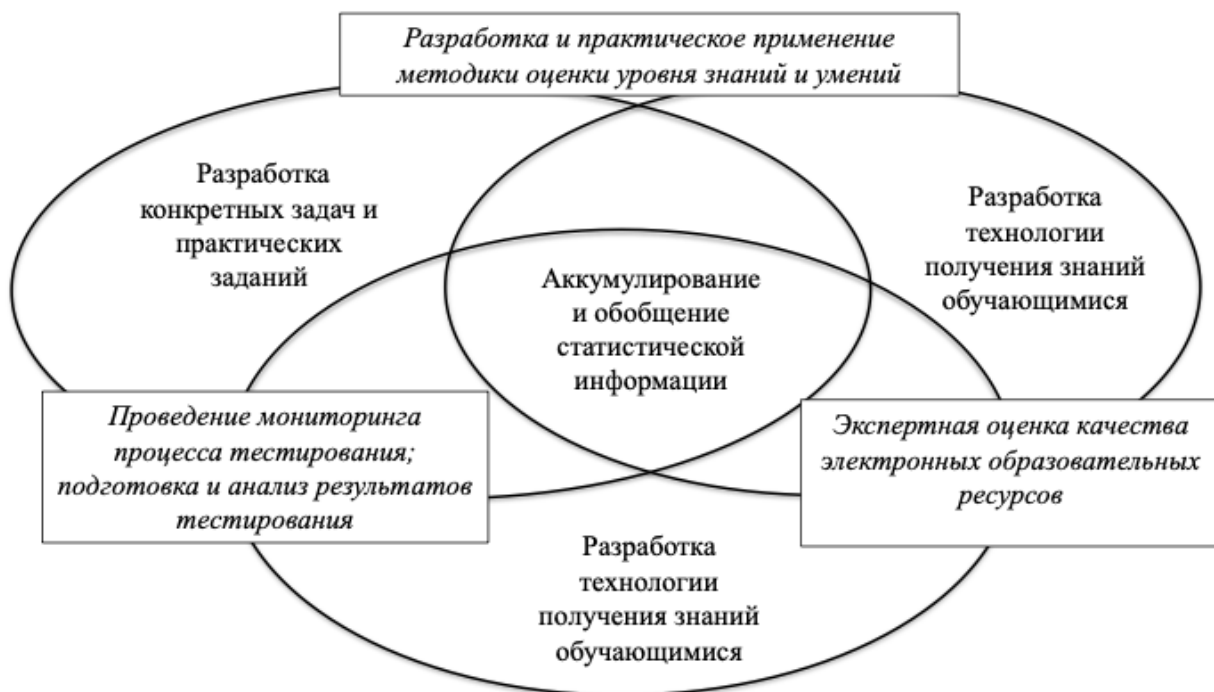 Разработка и практическое применение
методики оценки уровня знаний и умений
Разработка
конкретных задач и
практических
заданий
Разработка
технологии
получения знаний
обучающимися
Аккумулирование
и обобщение
статистической
информации
Проведение мониторинга
процесса тестирования;
подготовка и анализ результатов
тестирования
Экспертная оценка качества
электронных образовательных
ресурсов
Разработка
технологии
получения знаний
обучающимися